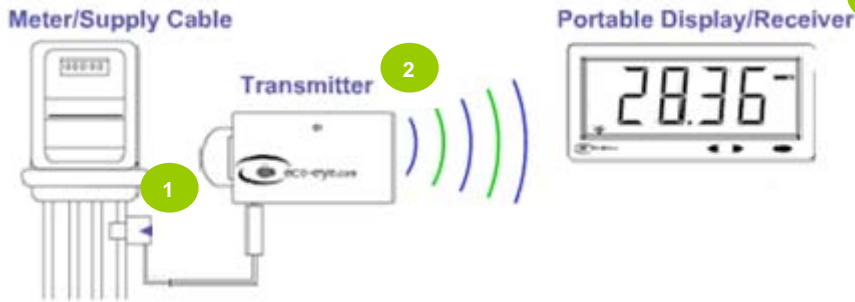 Meter/Supply Cable
Portable Display/Receiver
Transmitter
2
28.36
1
eco-eye.com